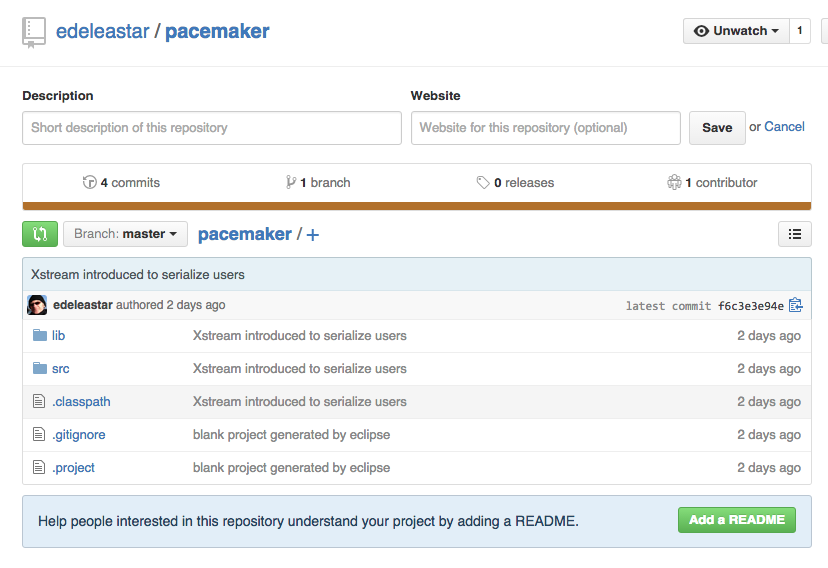 edeleastar / pacemaker
Unwatch 1
Description Website
Short description of this repository Website for this repository (optional) Save or Cancel
4 commits 1 branch 0 releases 1 contributor
Branch: master pacemaker / +
Xstream introduced to serialize users
edeleastar authored 2 days ago latest commit f6c3e3e94e
lib Xstream introduced to serialize users 2 days ago
src Xstream introduced to serialize users 2 days ago
.classpath Xstream introduced to serialize users 2 days ago
.gitignore blank project generated by eclipse 2 days ago
.project blank project generated by eclipse 2 days ago
Help people interested in this repository understand your project by adding a README. Add a README